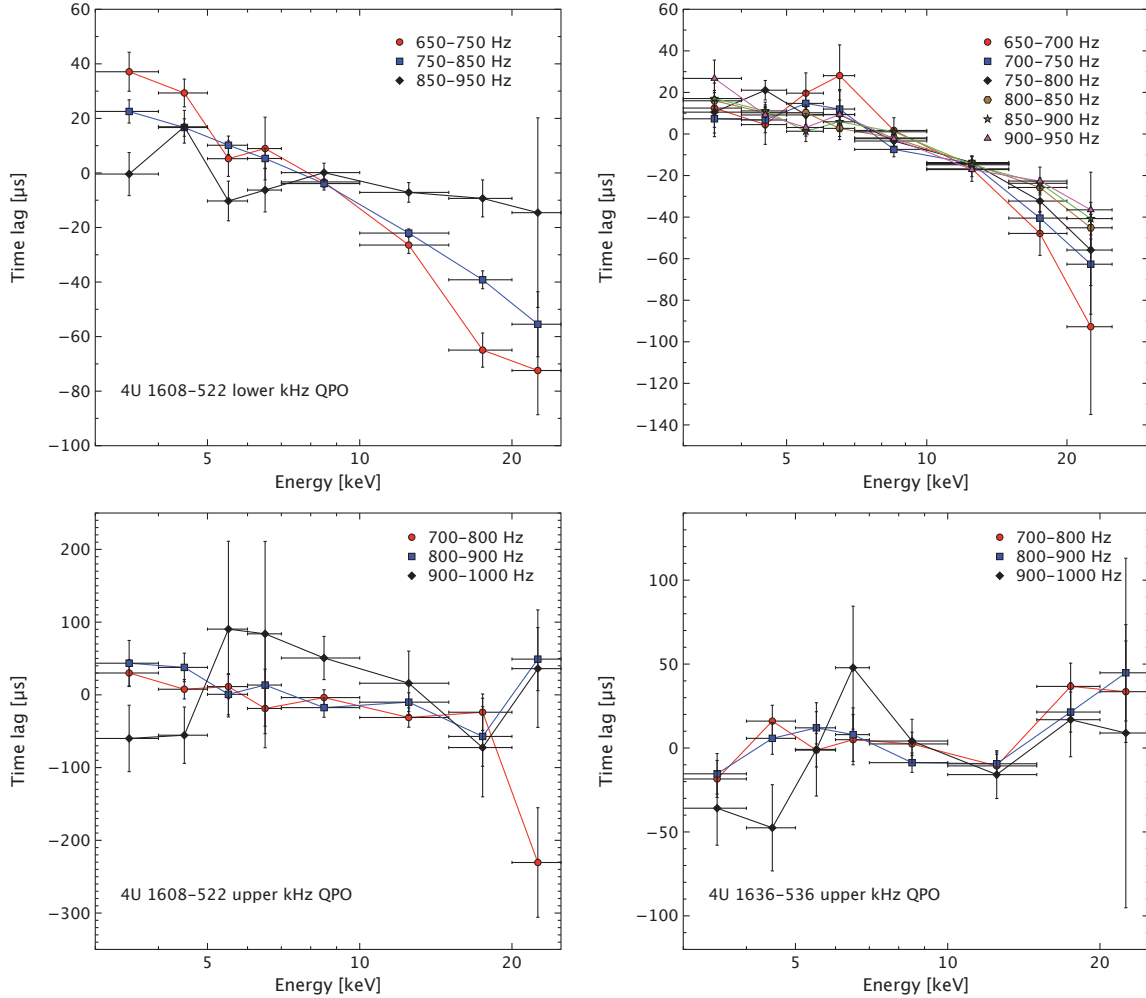 60
40
20
0
−20
−40
−60
−80
−100
Time lag [μs]
650−750 Hz
750−850 Hz
850−950 Hz
4U 1608−522 lower kHz QPO
5
10
20
Energy [keV]
60
40
20
0
−20
−40
−60
−80
−100
−120
−140
−150
Time lag [μs]
650−700 Hz
700−750 Hz
750−800 Hz
800−850 Hz
850−900 Hz
900−950 Hz
5
10
20
Energy [keV]
200
100
0
−100
−200
−300
Time lag [μs]
700−800 Hz
800−900 Hz
900−1000 Hz
4U 1608−522 upper kHz QPO
5
10
20
Energy [keV]
100
50
0
−50
−100
Time lag [μs]
700−800 Hz
800−900 Hz
900−1000 Hz
4U 1636−536 upper kHz QPO
5
10
20
Energy [keV]